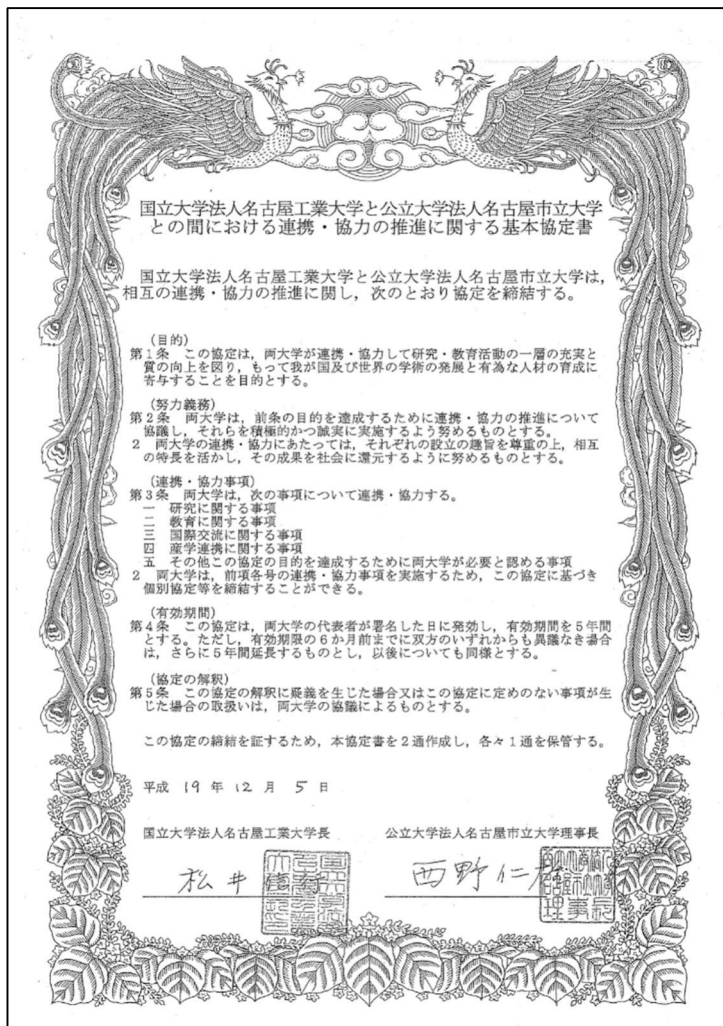 国立大学法人名古屋工業大学と公立大学法人名古屋市立大学
との間における連携・協力の推進に関する基本協定書
国立大学法人名古屋工業大学と公立大学法人名古屋市立大学は，
相互の連携・協力の推進に関し，次のとおり協定を締結する。
（目的）
第１条　この協定は，両大学が連携・協力して研究・教育活動の一層の充実と
質の向上を図り，もって我が国及び世界の学術の発展と有為な人材の育成に
寄与することを目的とする。
（努力義務）
第２条　両大学は，前条の目的を達成するために連携・協力の推進について
協議し，それらを積極的かつ誠実に実施するよう努めるものとする。
２　両大学の連携・協力にあたっては，それぞれの設立の趣旨を尊重の上，相互
の特長を活かし，その成果を社会に還元するように努めるものとする。
（連携・協力事項）
第３条　両大学は，次の事項について連携・協力する。
一　研究に関する事項
二　教育に関する事項
三　国際交流に関する事項
四　産学連携に関する事項
五　その他この協定の目的を達成するために両大学が必要と認める事項
２　両大学は，前項各号の連携・協力事項を実施するため，この協定に基づき
個別協定等を締結することができる。
（有効期間）
第４条　この協定は，両大学の代表者が署名した日に発効し，有効期間を５年間
とする。ただし，有効期限の６か月前までに双方のいずれからも異議なき場合
は，さらに５年間延長するものとし，以後についても同様とする。
（協定の解釈）
第５条　この協定の解釈に疑義を生じた場合又はこの協定に定めのない事項が生
じた場合の取扱いは，両大学の協議によるものとする。
この協定の締結を証するため，本協定書を２通作成し，各々１通を保管する。
平成 19 年 12 月 5 日
国立大学法人名古屋工業大学長　公立大学法人名古屋市立大学理事長
松井　西野仁